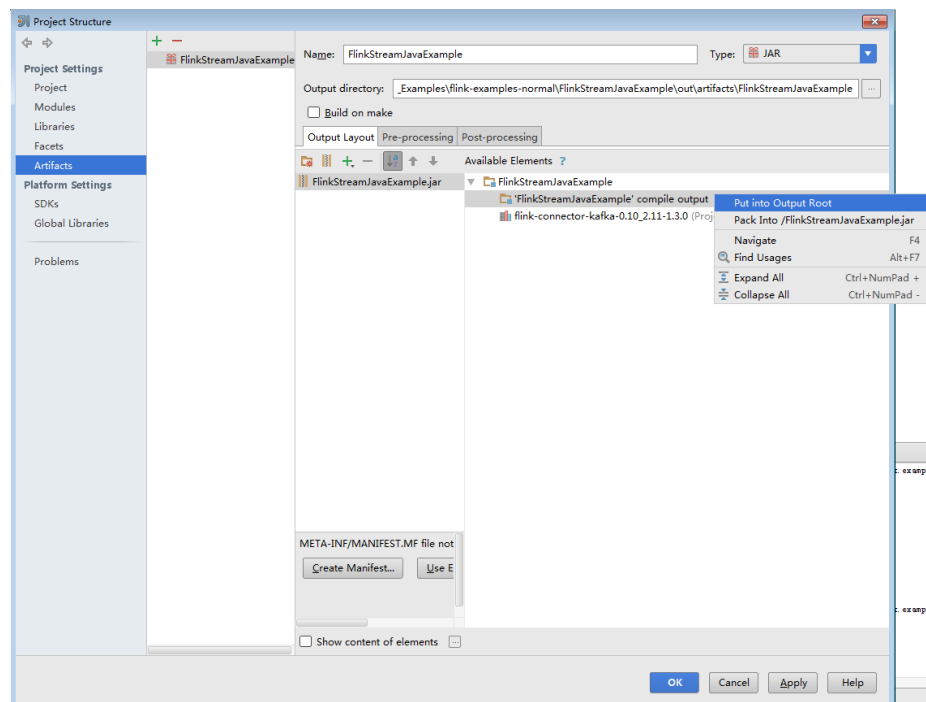 Project Structure
Project Settings
Project
Modules
Libraries
Facets
Artifacts
Platform Settings
SDKs
Global Libraries
Problems
FlinkStreamJavaExample
Name: FlinkStreamJavaExample Type: JAR
Output directory: _Examples\flink-examples-normal\FlinkStreamJavaExample\out\artifacts\FlinkStreamJavaExample ...
Build on make
Output Layout Pre-processing Post-processing
Available Elements ?
FlinkStreamJavaExample.jar
FlinkStreamJavaExample
'FlinkStreamJavaExample' compile output
flink-connector-kafka-0.10_2.11-1.3.0 (Proj
Put into Output Root
Pack Into /FlinkStreamJavaExample.jar
Navigate F4
Find Usages Alt+F7
Expand All Ctrl+NumPad +
Collapse All Ctrl+NumPad -
META-INF/MANIFEST.MF file not
Create Manifest... Use E
Show content of elements ...
OK Cancel Apply Help
examp
examp